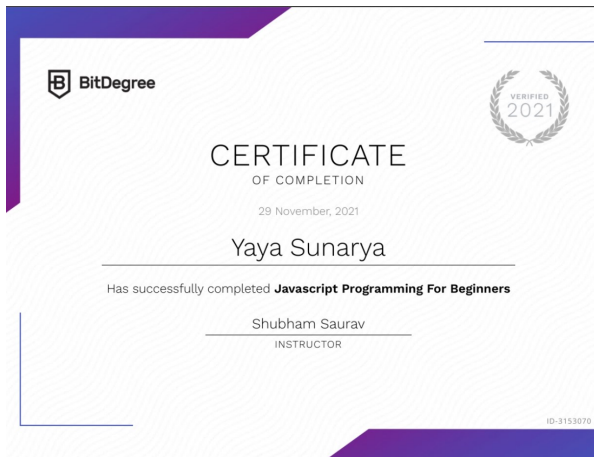 BitDegree
VERIFIED
2021
CERTIFICATE
OF COMPLETION
29 November, 2021
Yaya Sunarya
Has successfully completed Javascript Programming For Beginners
Shubham Saurav
INSTRUCTOR
ID-3153070